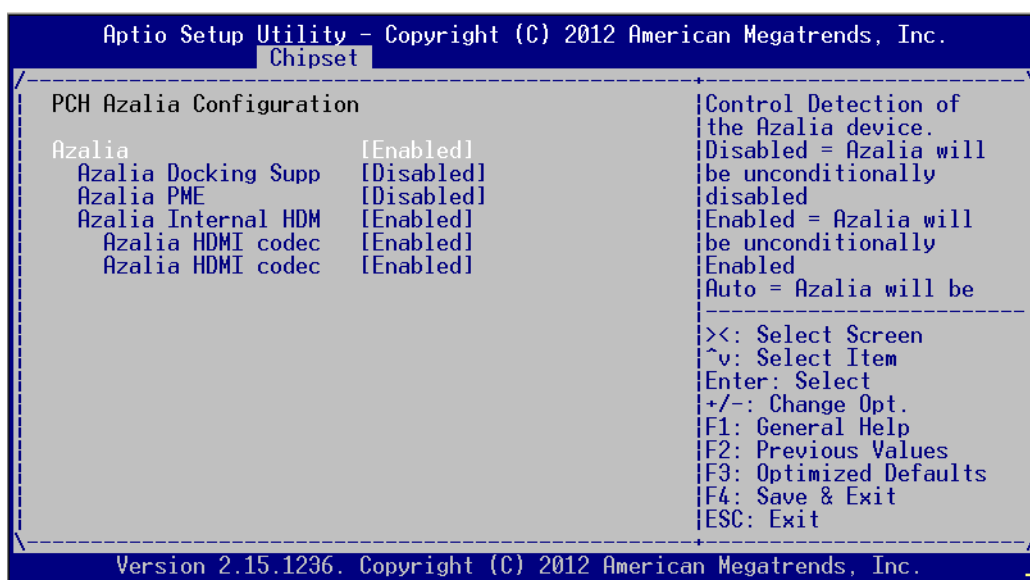 Aptio Setup Utility – Copyright (C) 2012 American Megatrends, Inc.
Chipset
PCH Azalia Configuration
Azalia [Enabled]
Azalia Docking Supp [Disabled]
Azalia PME [Disabled]
Azalia Internal HDM [Enabled]
Azalia HDMI codec [Enabled]
Azalia HDMI codec [Enabled]
Control Detection of
the Azalia device.
Disabled = Azalia will
be unconditionally
disabled
Enabled = Azalia will
be unconditionally
Enabled
Auto = Azalia will be
><: Select Screen
^v: Select Item
Enter: Select
+/-: Change Opt.
F1: General Help
F2: Previous Values
F3: Optimized Defaults
F4: Save & Exit
ESC: Exit
Version 2.15.1236. Copyright (C) 2012 American Megatrends, Inc.